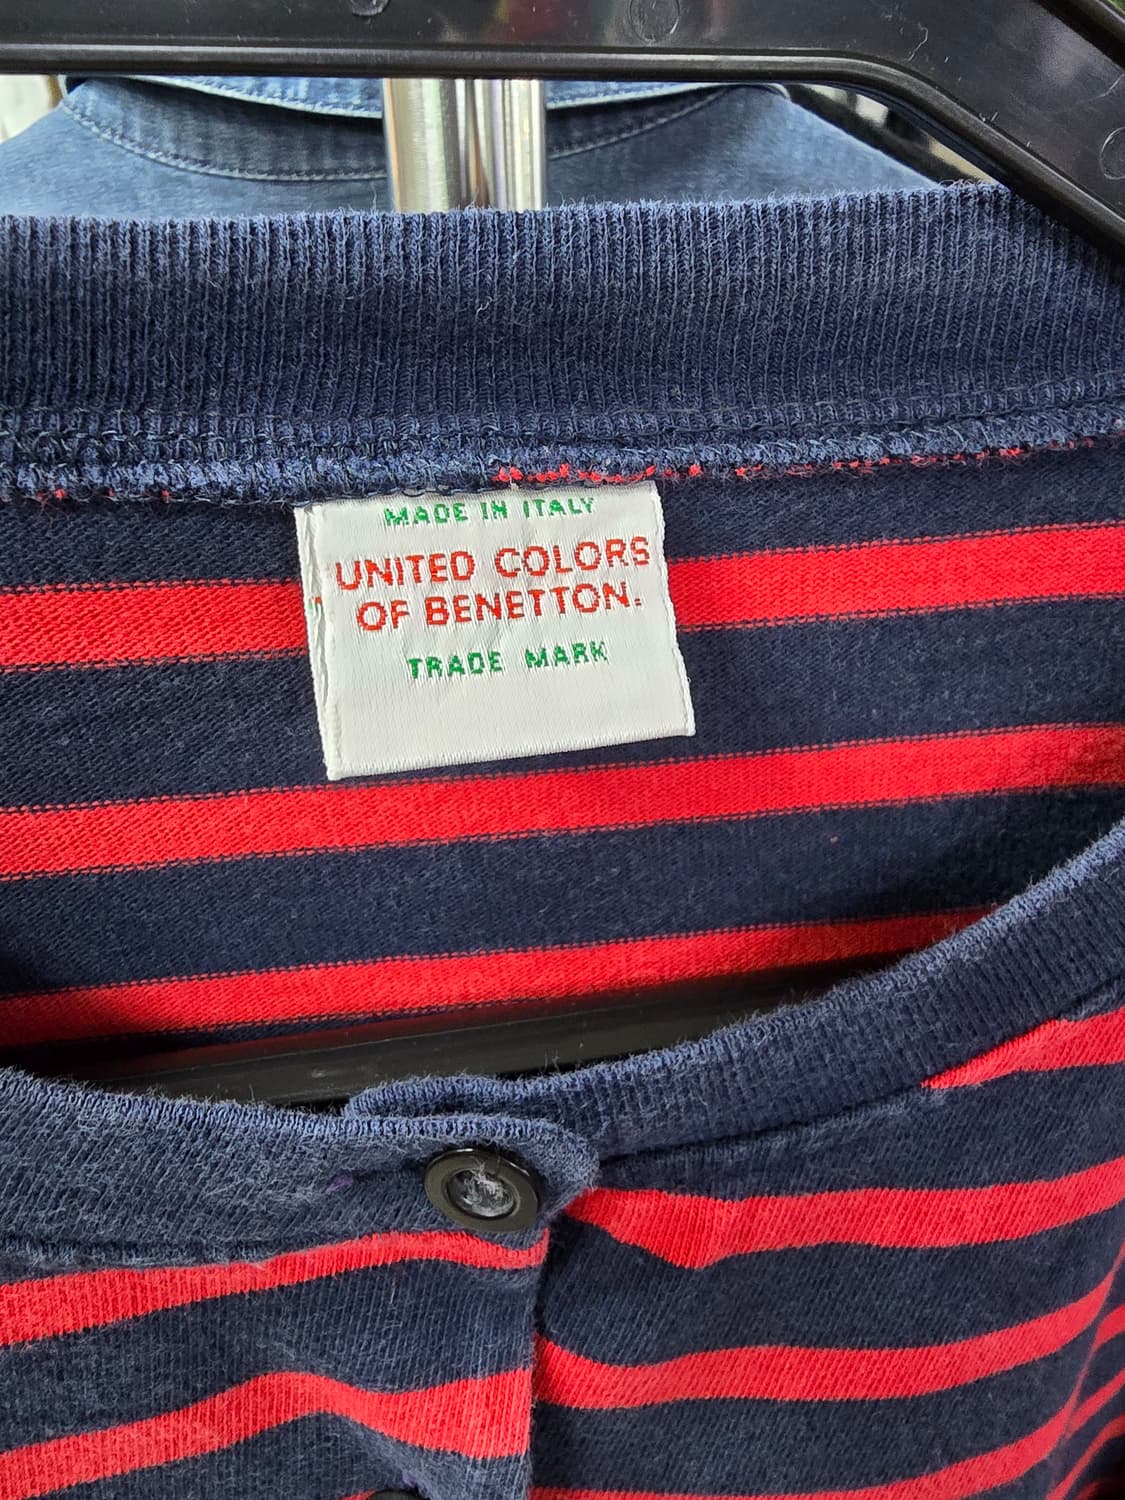 MADE IN ITALY
UNITED COLORS
OF BENETTON.
TRADE MARK